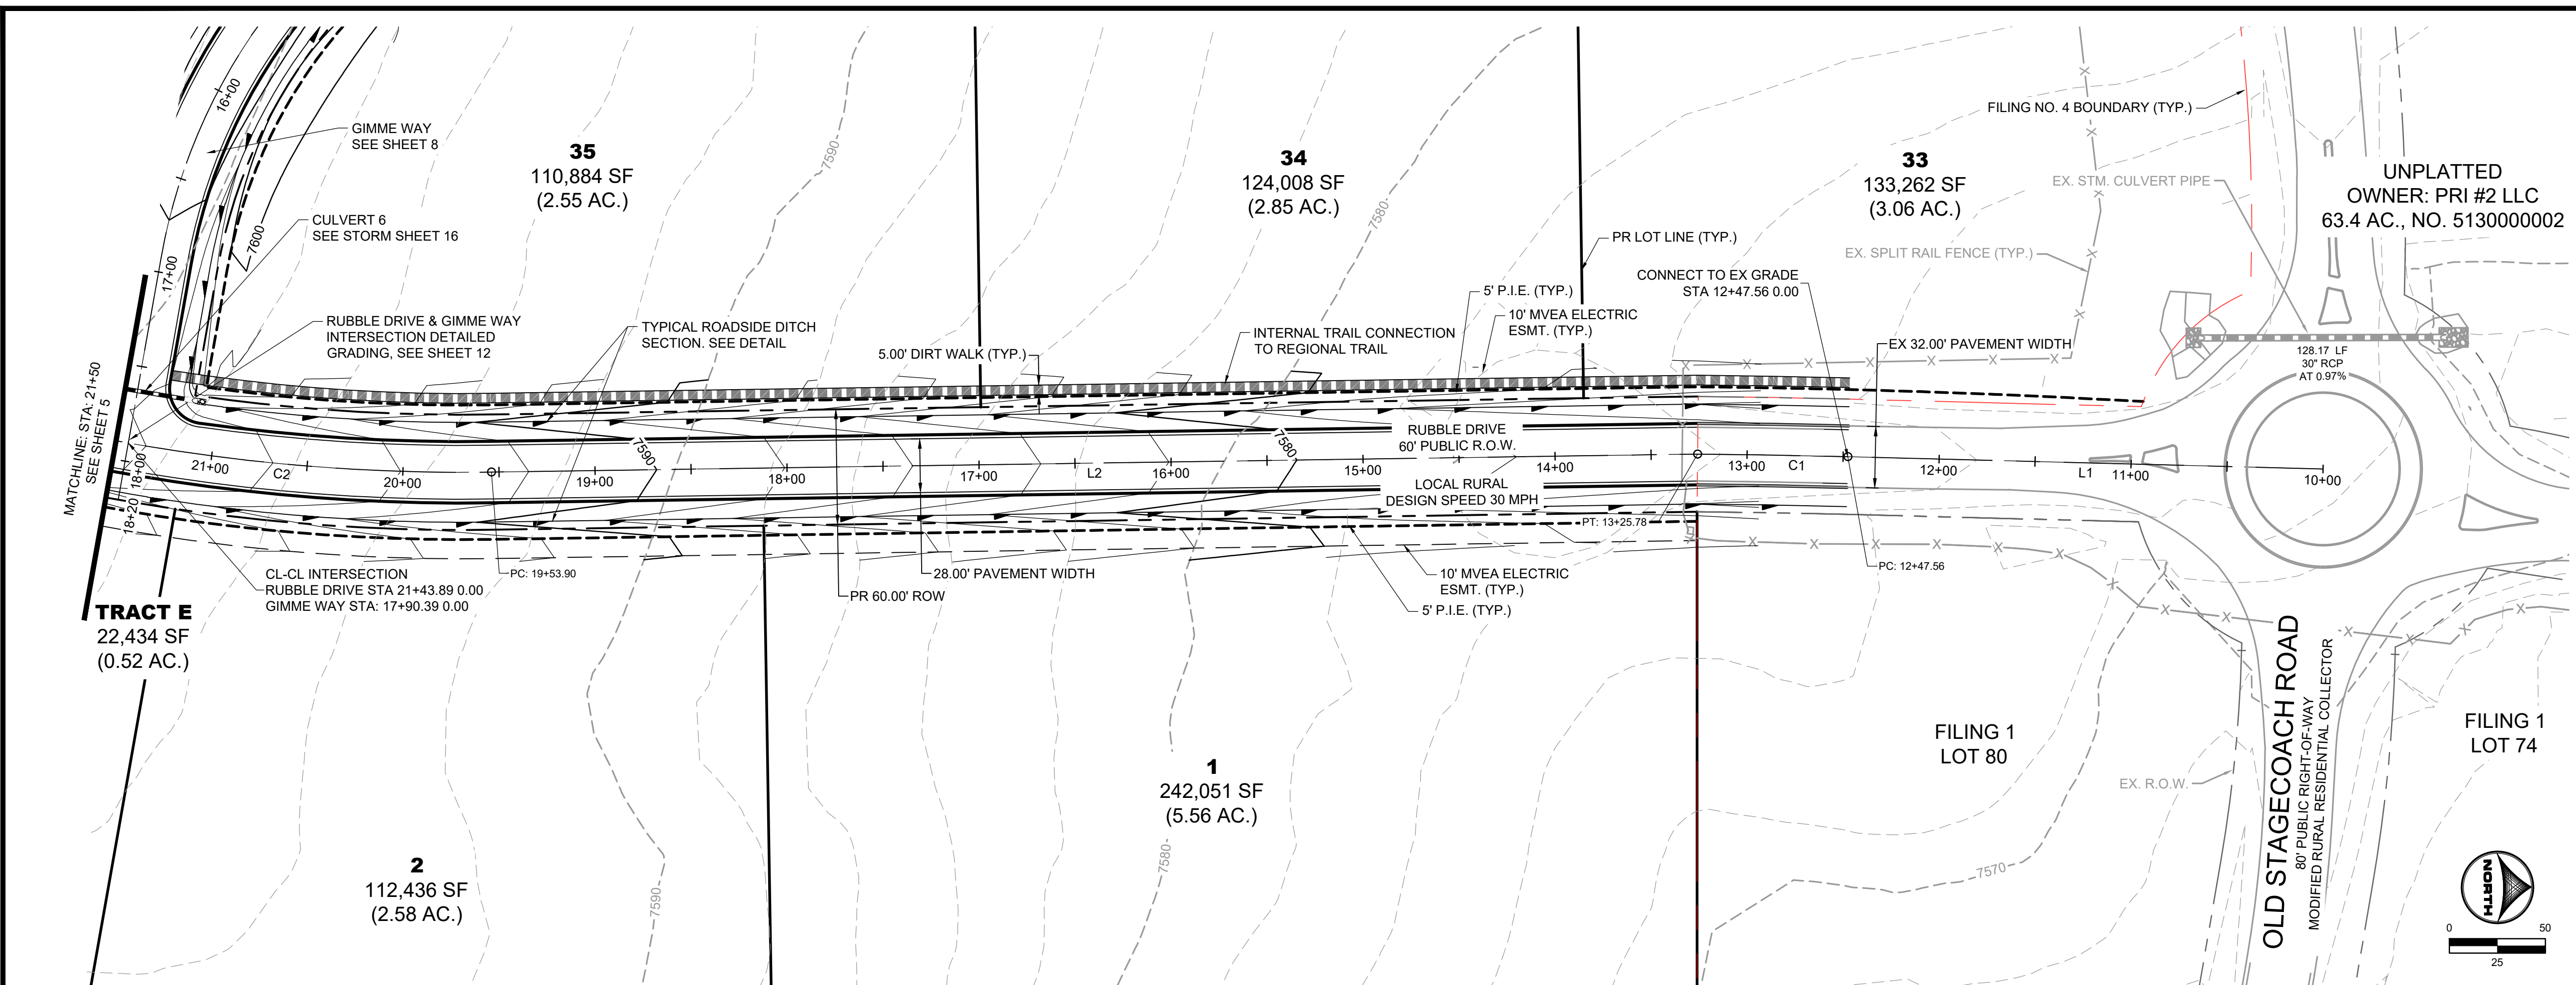 16+00
GIMME WAY
SEE SHEET 8
35
110,884 SF
(2.55 AC.)
7590
34
124,008 SF
(2.85 AC.)
7580
FILING NO. 4 BOUNDARY (TYP.)
33
133,262 SF
(3.06 AC.)
EX. STM. CULVERT PIPE
UNPLATTED
OWNER: PRI #2 LLC
63.4 AC., NO. 5130000002
CULVERT 6
SEE STORM SHEET 16
7600
17+00
PR LOT LINE (TYP.)
EX. SPLIT RAIL FENCE (TYP.)
CONNECT TO EX GRADE
STA 12+47.56 0.00
5' P.I.E. (TYP.)
10' MVEA ELECTRIC
ESMT. (TYP.)
RUBBLE DRIVE & GIMME WAY
INTERSECTION DETAILED
GRADING, SEE SHEET 12
TYPICAL ROADSIDE DITCH
SECTION. SEE DETAIL
INTERNAL TRAIL CONNECTION
TO REGIONAL TRAIL
5.00' DIRT WALK (TYP.)
EX 32.00' PAVEMENT WIDTH
128.17 LF
30" RCP
AT 0.97%
MATCHLINE: STA: 21+50
SEE SHEET 5
RUBBLE DRIVE
60' PUBLIC R.O.W.
7590
7580
18+00
18+20
21+00
C2
20+00
19+00
18+00
17+00
L2
16+00
15+00
14+00
13+00
C1
12+00
L1
11+00
10+00
LOCAL RURAL
DESIGN SPEED 30 MPH
PT: 13+25.78
PC: 19+53.90
PC: 12+47.56
CL-CL INTERSECTION
RUBBLE DRIVE STA 21+43.89 0.00
GIMME WAY STA: 17+90.39 0.00
28.00' PAVEMENT WIDTH
PR 60.00' ROW
10' MVEA ELECTRIC
ESMT. (TYP.)
5' P.I.E. (TYP.)
TRACT E
22,434 SF
(0.52 AC.)
1
242,051 SF
(5.56 AC.)
2
112,436 SF
(2.58 AC.)
7590
7580
7570
FILING 1
LOT 80
EX. R.O.W.
OLD STAGECOACH ROAD
80' PUBLIC RIGHT-OF-WAY
MODIFIED RURAL RESIDENTIAL COLLECTOR
FILING 1
LOT 74
NORTH
0
50
25